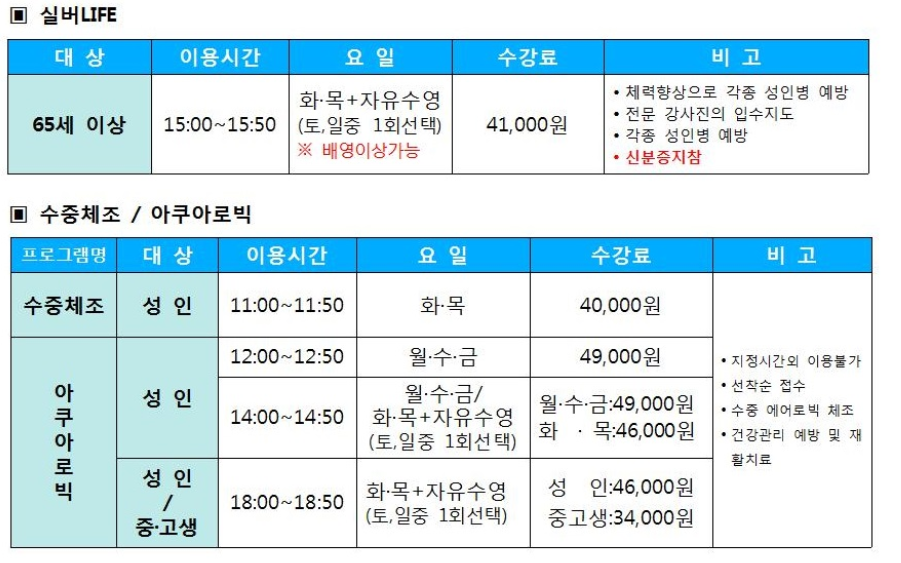 ▣ 실버LIFE
대 상 이용시간 요 일 수강료 비 고
65세 이상 15:00~15:50 화·목+자유수영 (토,일중 1회선택) ※ 배영이상가능 41,000원
• 체력향상으로 각종 성인병 예방
• 전문 강사진의 입수지도
• 각종 성인병 예방
• 신분증지참
▣ 수중체조 / 아쿠아로빅
프로그램명 대 상 이용시간 요 일 수강료 비 고
수중체조 성 인 11:00~11:50 화·목 40,000원
아쿠아로빅 성 인 12:00~12:50 월·수·금 49,000원
14:00~14:50 월·수·금/ 화·목+자유수영 (토,일중 1회선택) 월·수·금:49,000원 화 · 목:46,000원
성 인 / 중·고생 18:00~18:50 화·목+자유수영 (토,일중 1회선택) 성 인:46,000원 중고생:34,000원
• 지정시간외 이용불가
• 선착순 접수
• 수중 에어로빅 체조
• 건강관리 예방 및 재
활치료